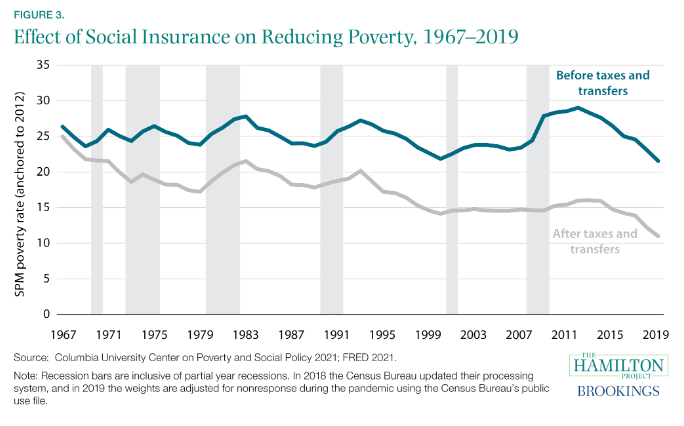 FIGURE 3.
Effect of Social Insurance on Reducing Poverty, 1967–2019
SPM poverty rate (anchored to 2012)
35
30
25
20
15
10
5
0
Before taxes and
transfers
After taxes and
transfers
1967 1971 1975 1979 1983 1987 1991 1995 1999 2003 2007 2011 2015 2019
Source: Columbia University Center on Poverty and Social Policy 2021; FRED 2021.
Note: Recession bars are inclusive of partial year recessions. In 2018 the Census Bureau updated their processing
system, and in 2019 the weights are adjusted for nonresponse during the pandemic using the Census Bureau's public
use file.
THE
HAMILTON
PROJECT
BROOKINGS